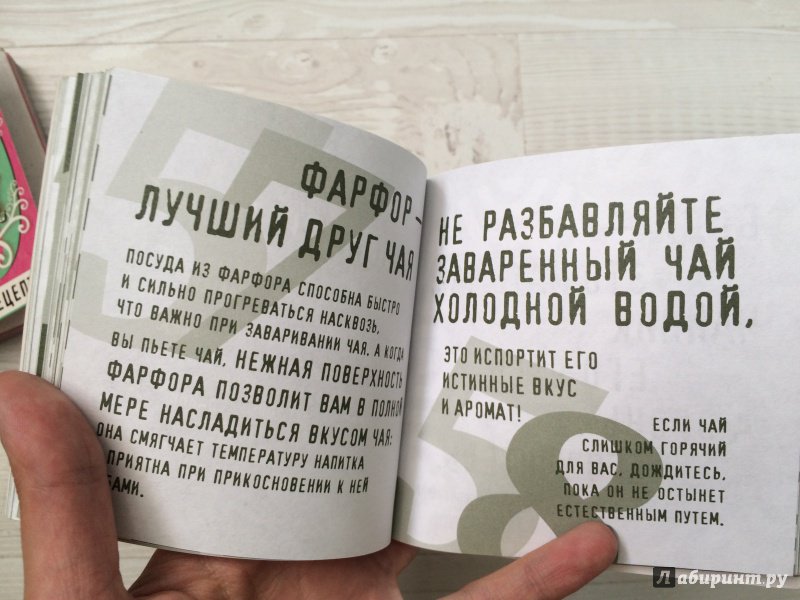 57
ФАРФОР —
ЛУЧШИЙ ДРУГ ЧАЯ
ПОСУДА ИЗ ФАРФОРА СПОСОБНА БЫСТРО
И СИЛЬНО ПРОГРЕВАТЬСЯ НАСКВОЗЬ,
ЧТО ВАЖНО ПРИ ЗАВАРИВАНИИ ЧАЯ. А КОГДА
ВЫ ПЬЕТЕ ЧАЙ, НЕЖНАЯ ПОВЕРХНОСТЬ
ФАРФОРА ПОЗВОЛИТ ВАМ В ПОЛНОЙ
МЕРЕ НАСЛАДИТЬСЯ ВКУСОМ ЧАЯ:
ОНА СМЯГЧАЕТ ТЕМПЕРАТУРУ НАПИТКА
ПРИЯТНА ПРИ ПРИКОСНОВЕНИИ К НЕЙ
БАМИ.
НЕ РАЗБАВЛЯЙТЕ
ЗАВАРЕННЫЙ ЧАЙ
ХОЛОДНОЙ ВОДОЙ,
ЭТО ИСПОРТИТ ЕГО
ИСТИННЫЕ ВКУС
И АРОМАТ!
58
ЕСЛИ ЧАЙ
СЛИШКОМ ГОРЯЧИЙ
ДЛЯ ВАС, ДОЖДИТЕСЬ,
ПОКА ОН НЕ ОСТЫНЕТ
ЕСТЕСТВЕННЫМ ПУТЕМ.
Лабиринт.ру